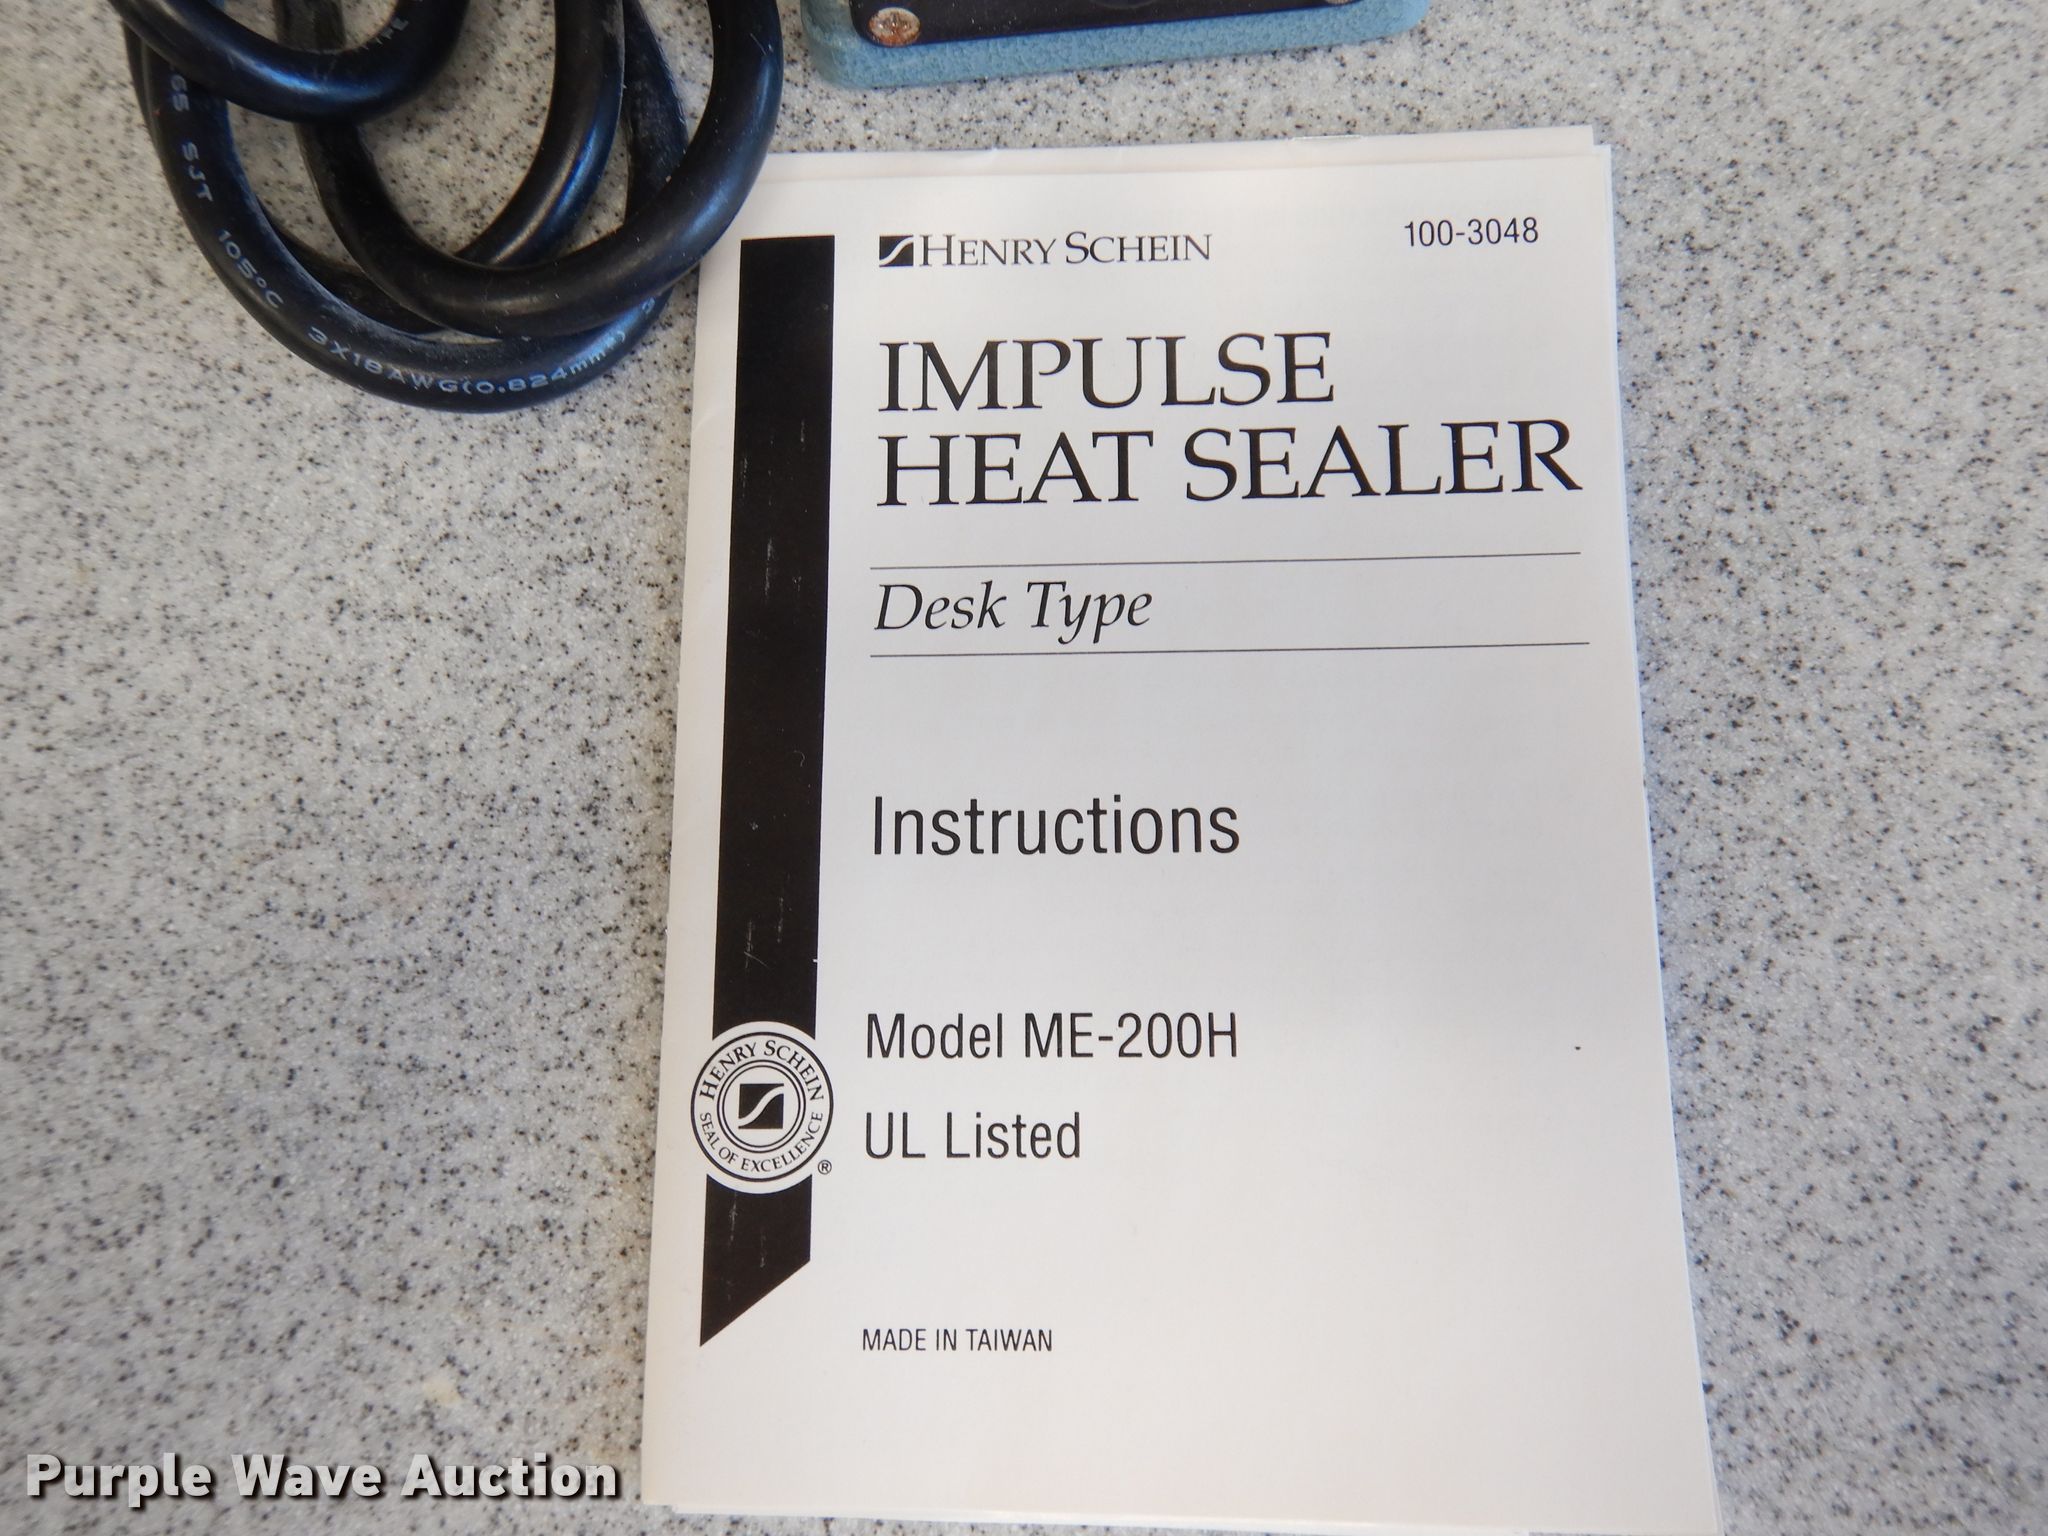 65 SJT 105°C 3X18AWG(0.824mm²)
HENRY SCHEIN
100-3048
IMPULSE
HEAT SEALER
Desk Type
Instructions
Model ME-200H
HENRY SCHEIN
SEAL OF EXCELLENCE
®
UL Listed
MADE IN TAIWAN
Purple Wave Auction